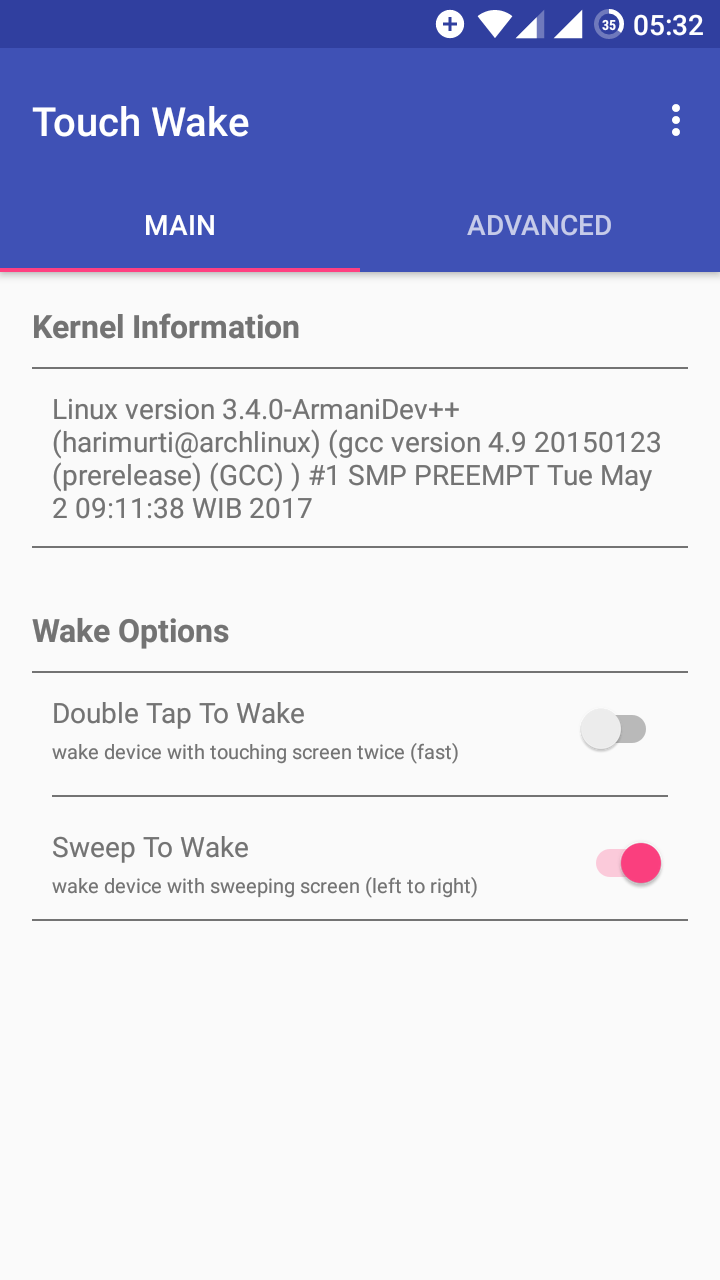 35 05:32
Touch Wake
MAIN ADVANCED
Kernel Information
Linux version 3.4.0-ArmaniDev++
(harimurti@archlinux) (gcc version 4.9 20150123
(prerelease) (GCC) ) #1 SMP PREEMPT Tue May
2 09:11:38 WIB 2017
Wake Options
Double Tap To Wake
wake device with touching screen twice (fast)
Sweep To Wake
wake device with sweeping screen (left to right)